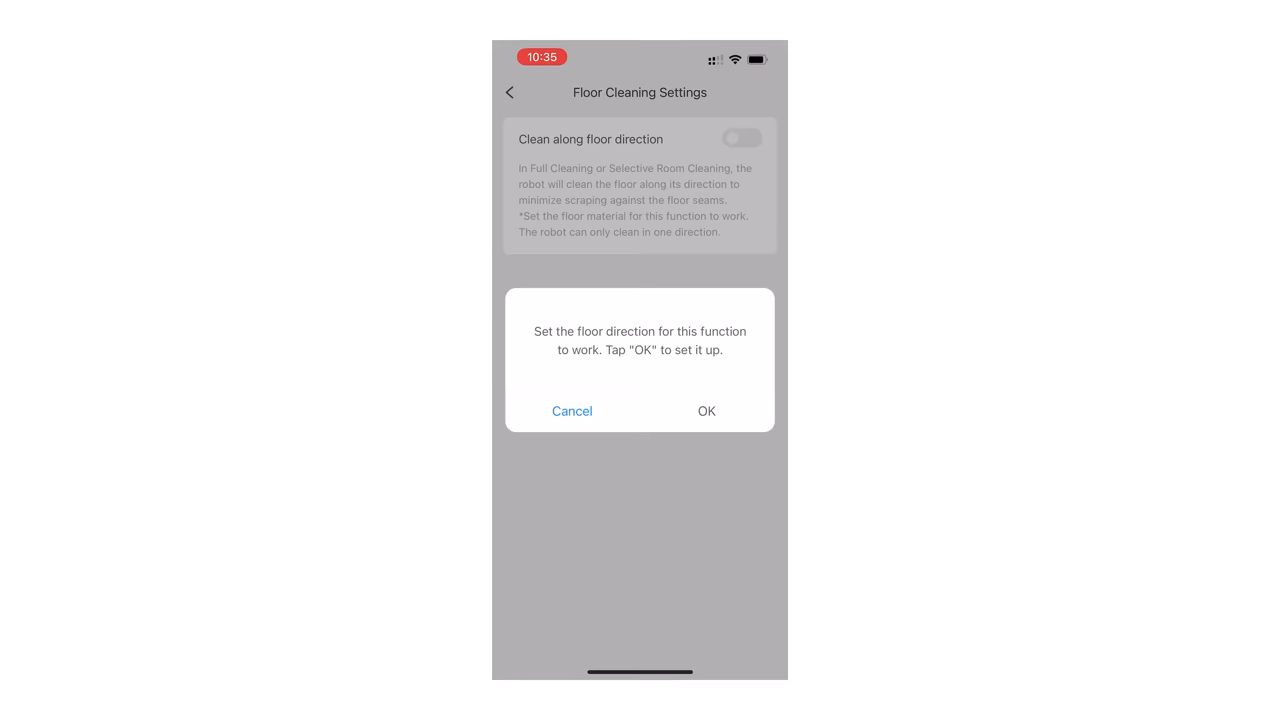 10:35
Floor Cleaning Settings
Clean along floor direction
In Full Cleaning or Selective Room Cleaning, the
robot will clean the floor along its direction to
minimize scraping against the floor seams.
*Set the floor material for this function to work.
The robot can only clean in one direction.
Set the floor direction for this function
to work. Tap "OK" to set it up.
Cancel OK